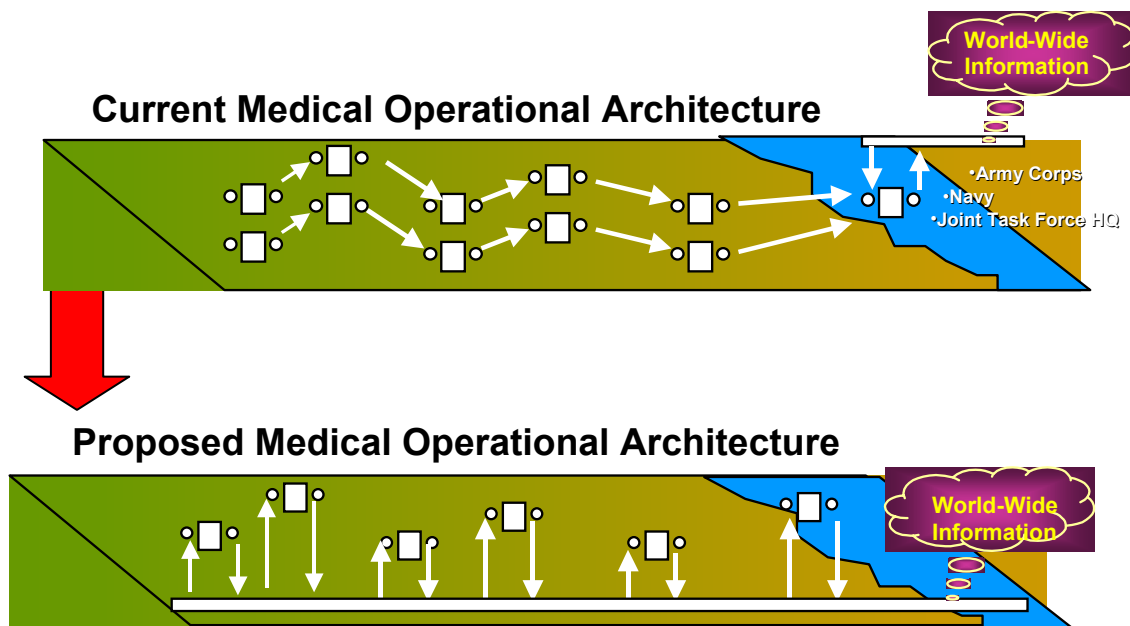 World-Wide
Information
Current Medical Operational Architecture
•Army Corps
•Navy
•Joint Task Force HQ
Proposed Medical Operational Architecture
World-Wide
Information